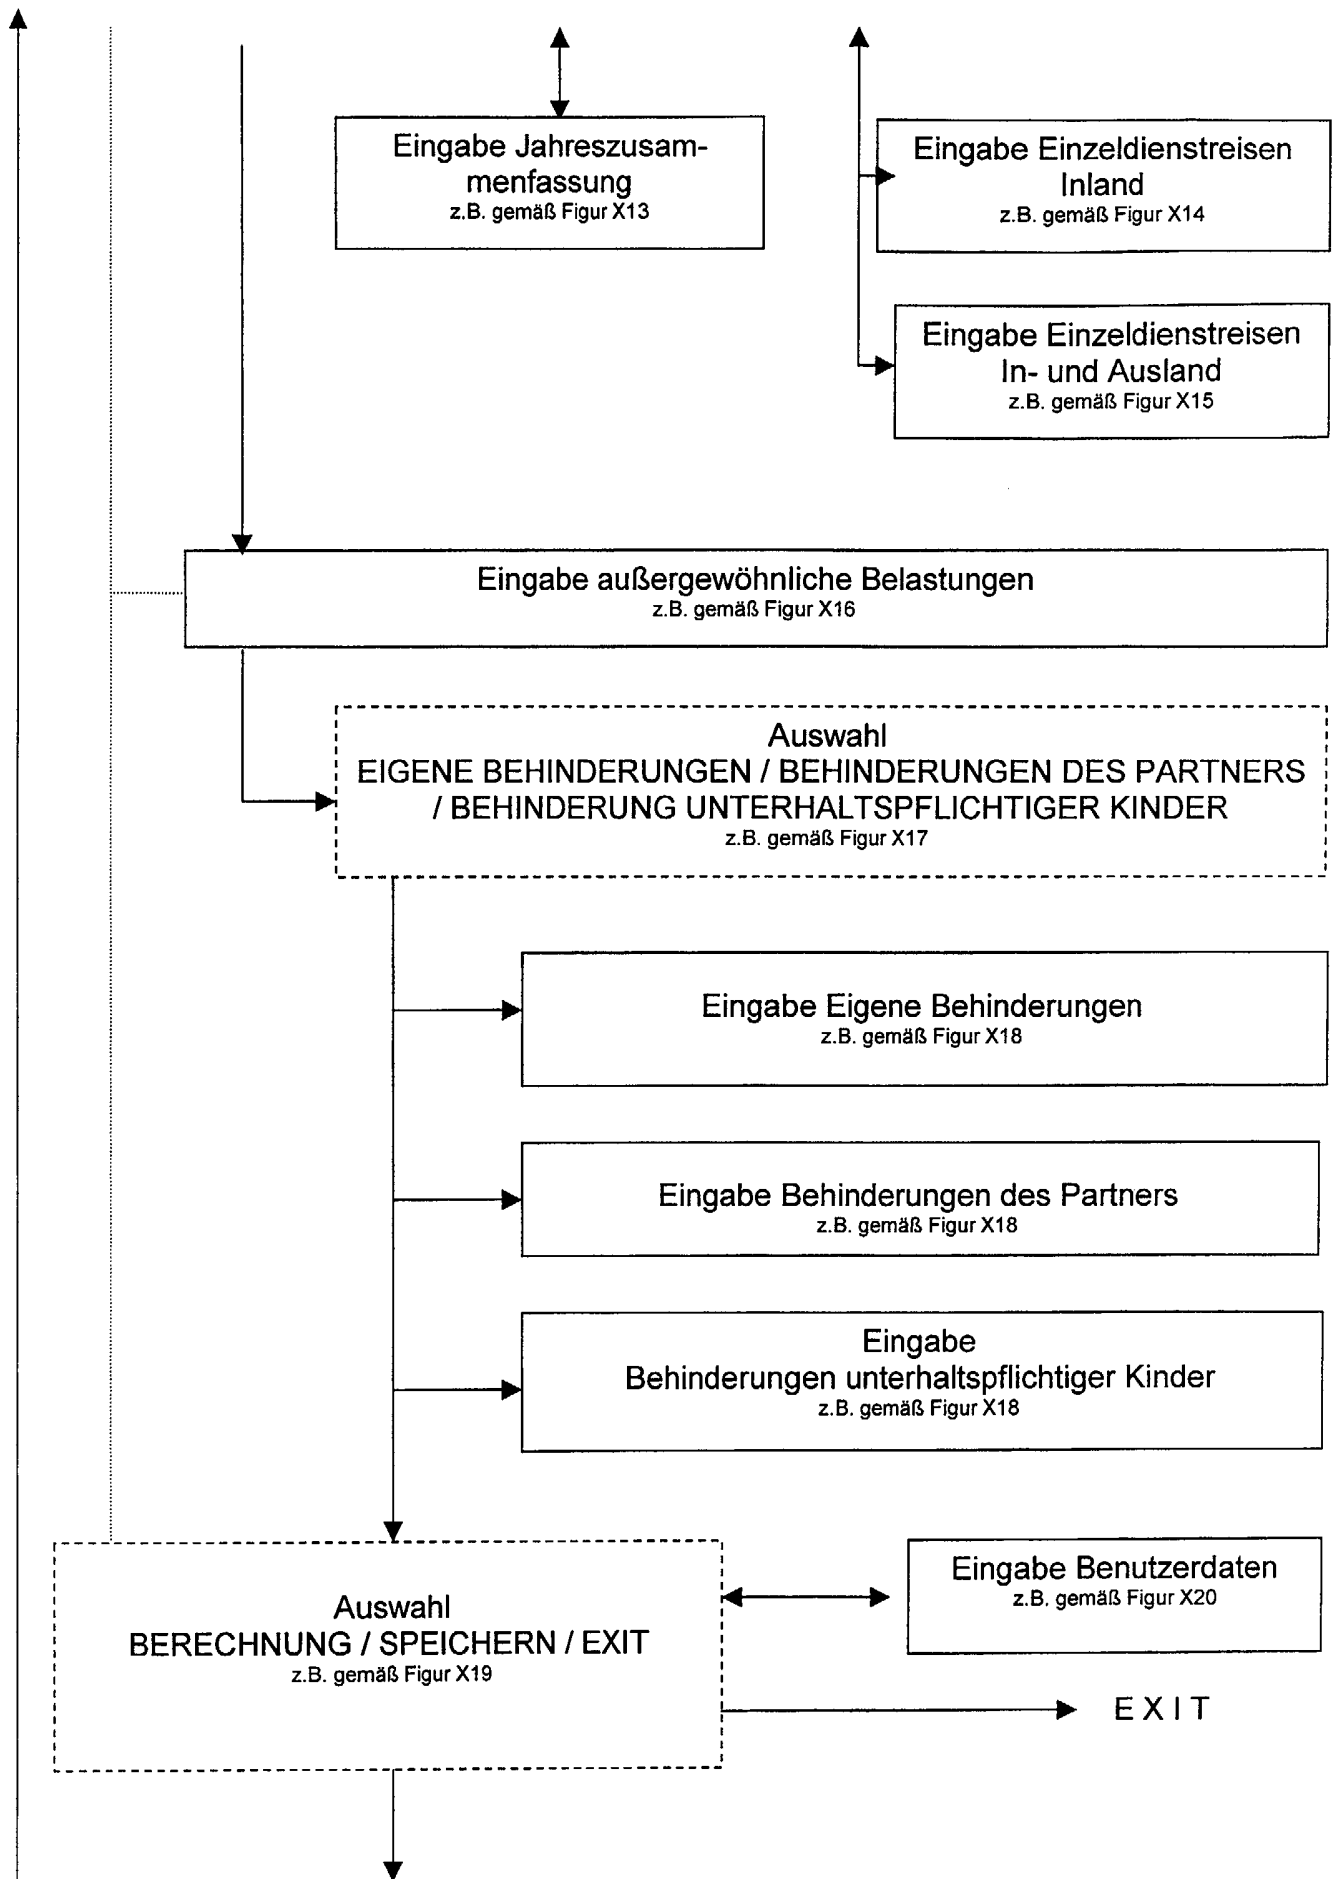 Eingabe Jahreszusam-
menfassung
z.B. gemäß Figur X13
Eingabe Einzeldienstreisen
Inland
z.B. gemäß Figur X14
Eingabe Einzeldienstreisen
In- und Ausland
z.B. gemäß Figur X15
Eingabe außergewöhnliche Belastungen
z.B. gemäß Figur X16
Auswahl
EIGENE BEHINDERUNGEN / BEHINDERUNGEN DES PARTNERS
/ BEHINDERUNG UNTERHALTSPFLICHTIGER KINDER
z.B. gemäß Figur X17
Eingabe Eigene Behinderungen
z.B. gemäß Figur X18
Eingabe Behinderungen des Partners
z.B. gemäß Figur X18
Eingabe
Behinderungen unterhaltspflichtiger Kinder
z.B. gemäß Figur X18
Auswahl
BERECHNUNG / SPEICHERN / EXIT
z.B. gemäß Figur X19
Eingabe Benutzerdaten
z.B. gemäß Figur X20
E X I T